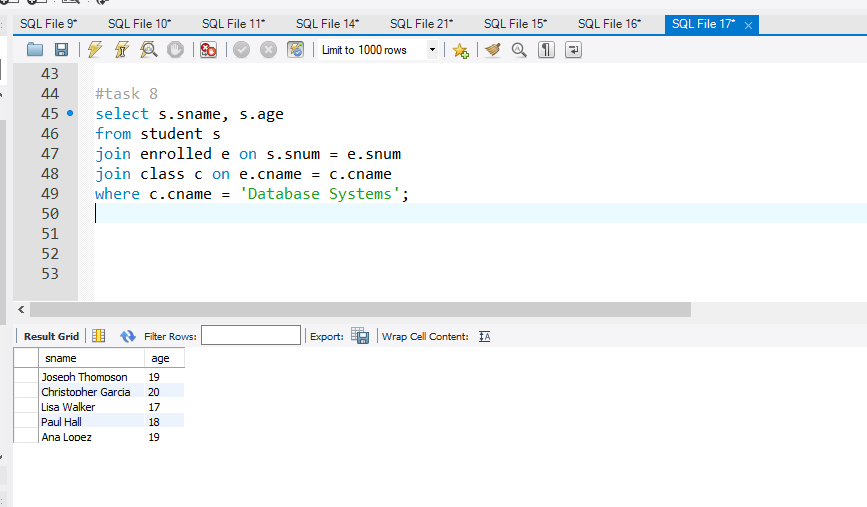 SQL File 9* SQL File 10* SQL File 11* SQL File 14* SQL File 21* SQL File 15* SQL File 16* SQL File 17* ×
Limit to 1000 rows
43
44 #task 8
45 select s.sname, s.age
46 from student s
47 join enrolled e on s.snum = e.snum
48 join class c on e.cname = c.cname
49 where c.cname = 'Database Systems';
50
51
52
53
Result Grid Filter Rows: Export: Wrap Cell Content:
sname age
Joseph Thompson 19
Christopher Garcia 20
Lisa Walker 17
Paul Hall 18
Ana Lopez 19